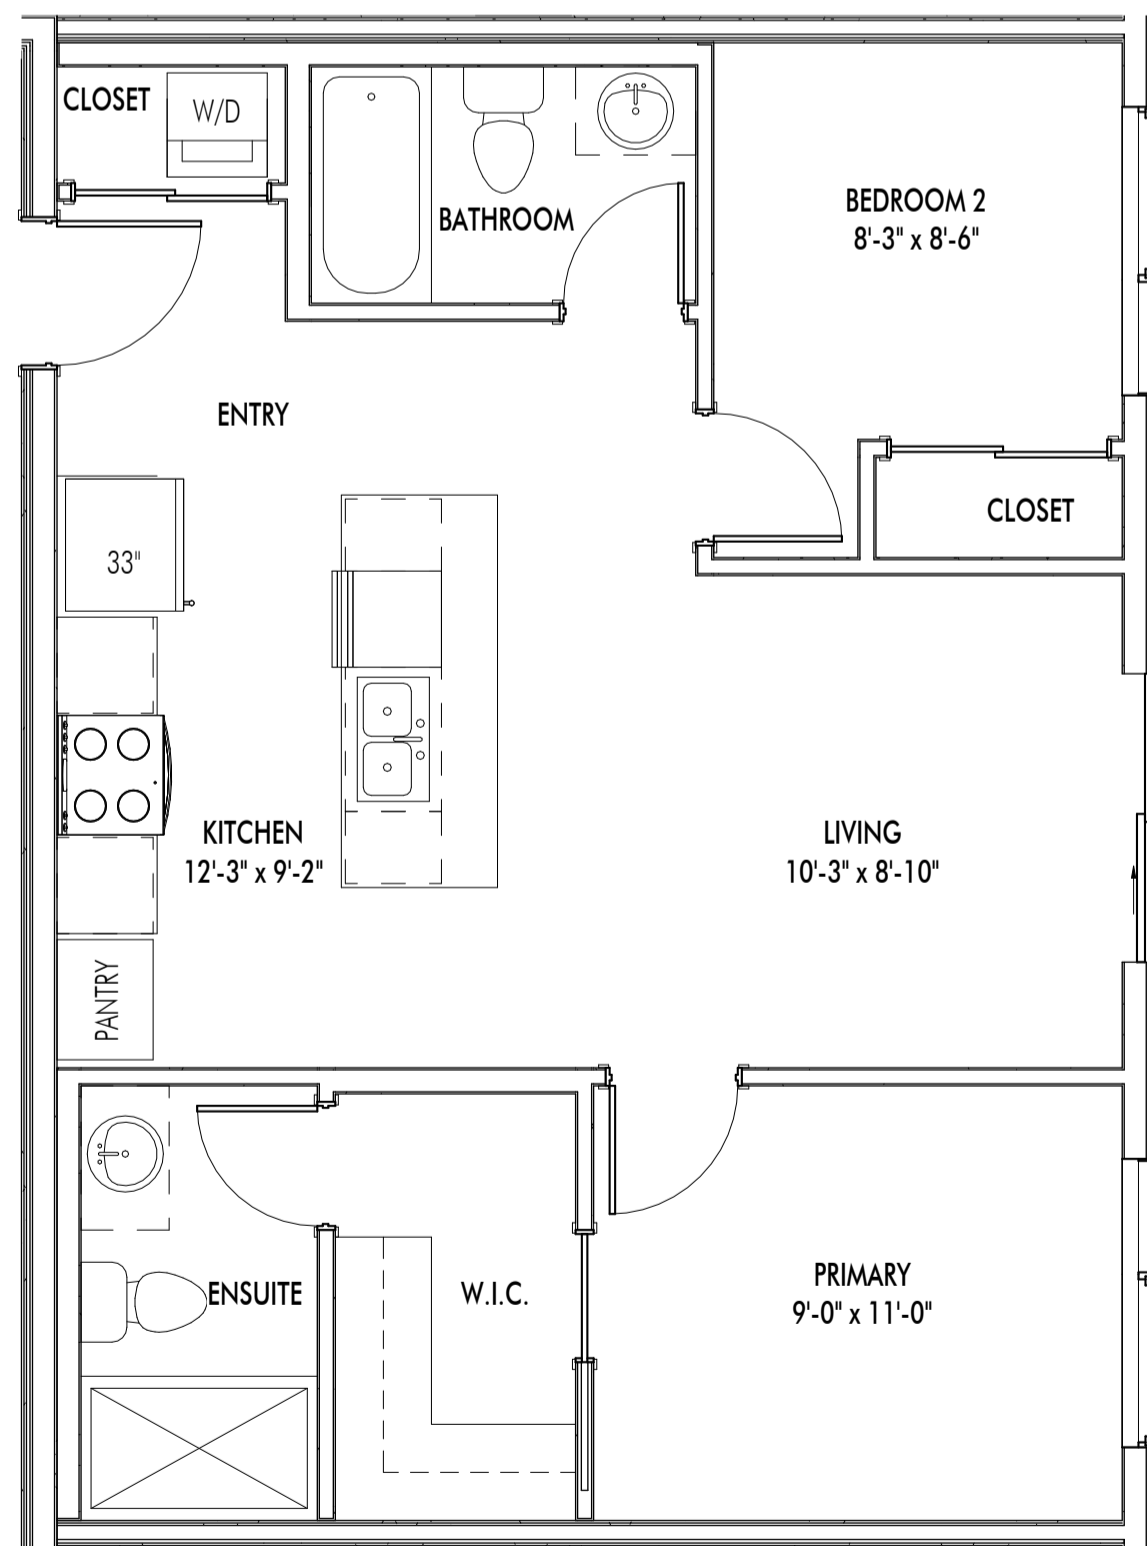 CLOSET
W/D
BATHROOM
BEDROOM 2
8'-3" x 8'-6"
ENTRY
CLOSET
33"
KITCHEN
12'-3" x 9'-2"
LIVING
10'-3" x 8'-10"
PANTRY
ENSUITE
W.I.C.
PRIMARY
9'-0" x 11'-0"